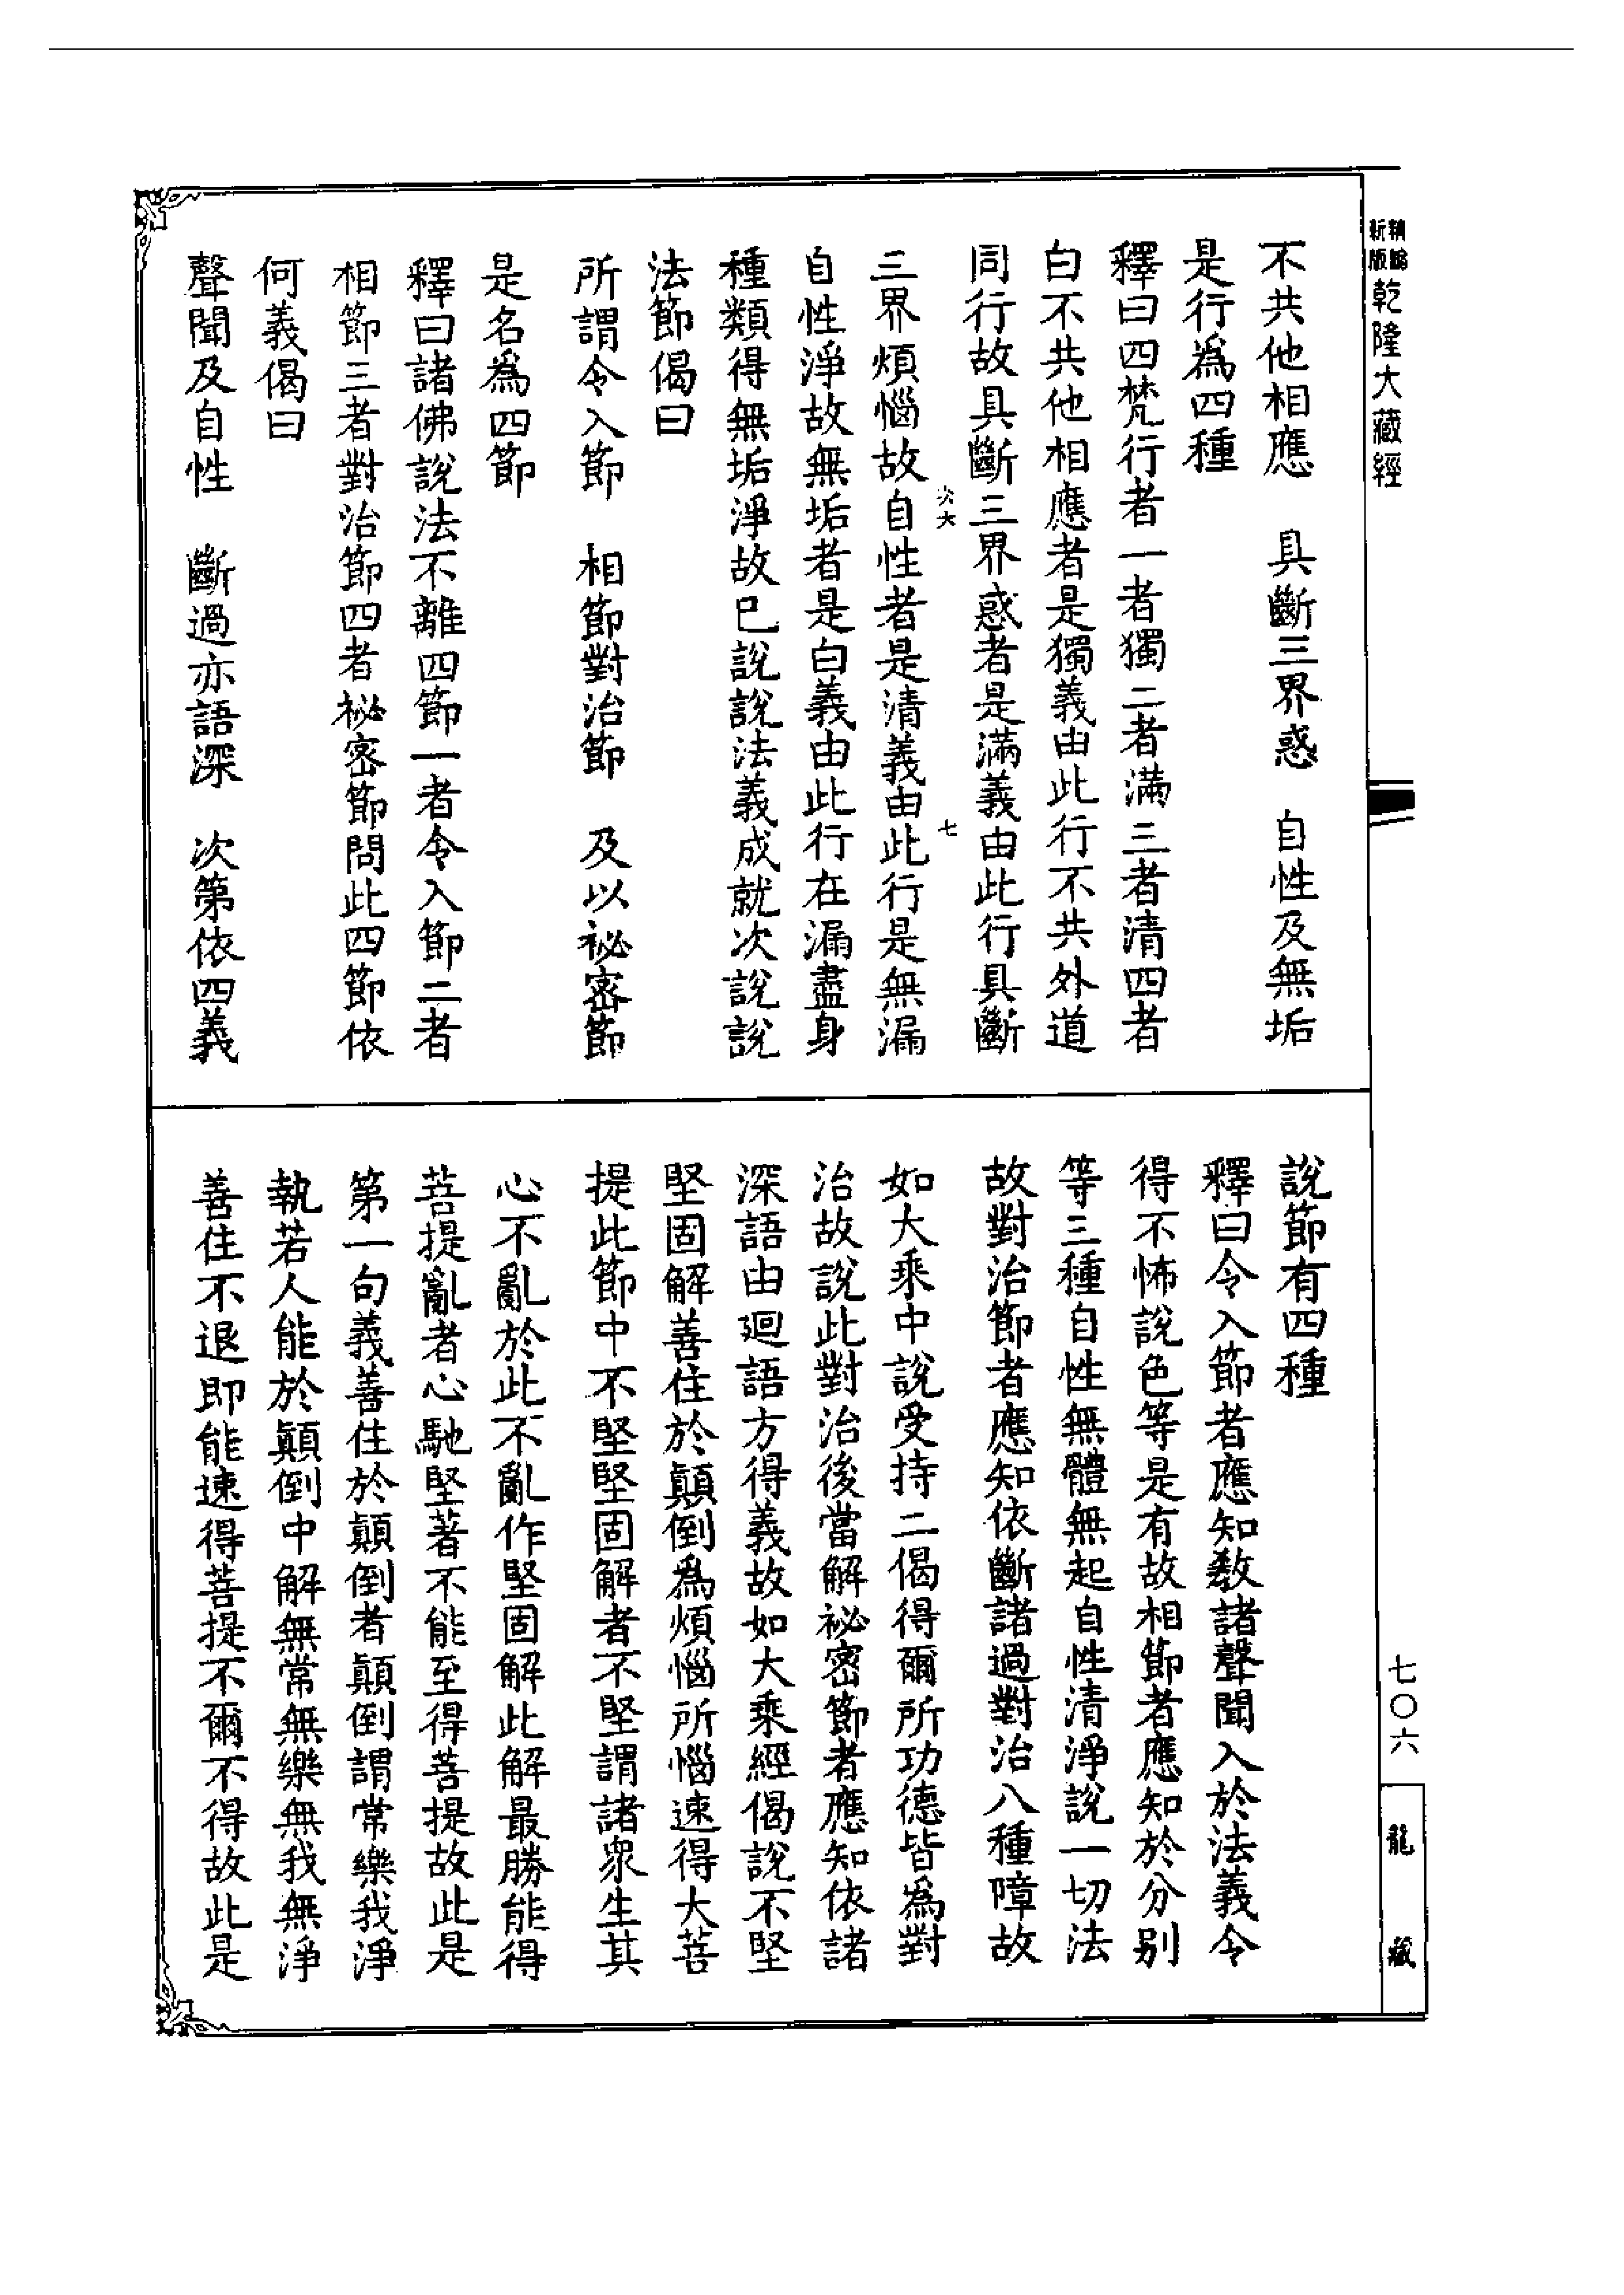 新編
新版
乾隆大藏經
不共他相應　具斷三界惑　自性及無垢
是行為四種
釋曰四梵行者一者獨二者滿三者清四者
白不共他相應者是獨義由此行不共外道
同行故具斷三界惑者是滿義由此行具斷
次大　七
三界煩惱故自性者是清義由此行是無漏
自性淨故無垢者是白義由此行在漏盡身
種類得無垢淨故已說說法義成就次說說
法節偈曰
所謂令入節　相節對治節　及以祕密節
是名為四節
釋曰諸佛說法不離四節一者令入節二者
相節三者對治節四者祕密節問此四節依
何義偈曰
聲聞及自性　斷過亦語深　次第依四義
說節有四種
釋曰令入節者應知教諸聲聞入於法義令
得不怖說色等是有故相節者應知於分別
等三種自性無體無起自性清淨說一切法
故對治節者應知依斷諸過對治八種障故
如大乘中說受持二偈得爾所功德皆為對
治故說此對治後當解祕密節者應知依諸
深語由迴語方得義故如大乘經偈說不堅
堅固解善住於顛倒為煩惱所惱速得大菩
提此節中不堅堅固解者不堅謂諸眾生其
心不亂於此不亂作堅固解此解最勝能得
菩提亂者心馳堅著不能至得菩提故此是
第一句義善住於顛倒者顛倒謂常樂我淨
執若人能於顛倒中解無常無樂無我無淨
善住不退即能速得菩提不爾不得故此是
七〇六
龍藏